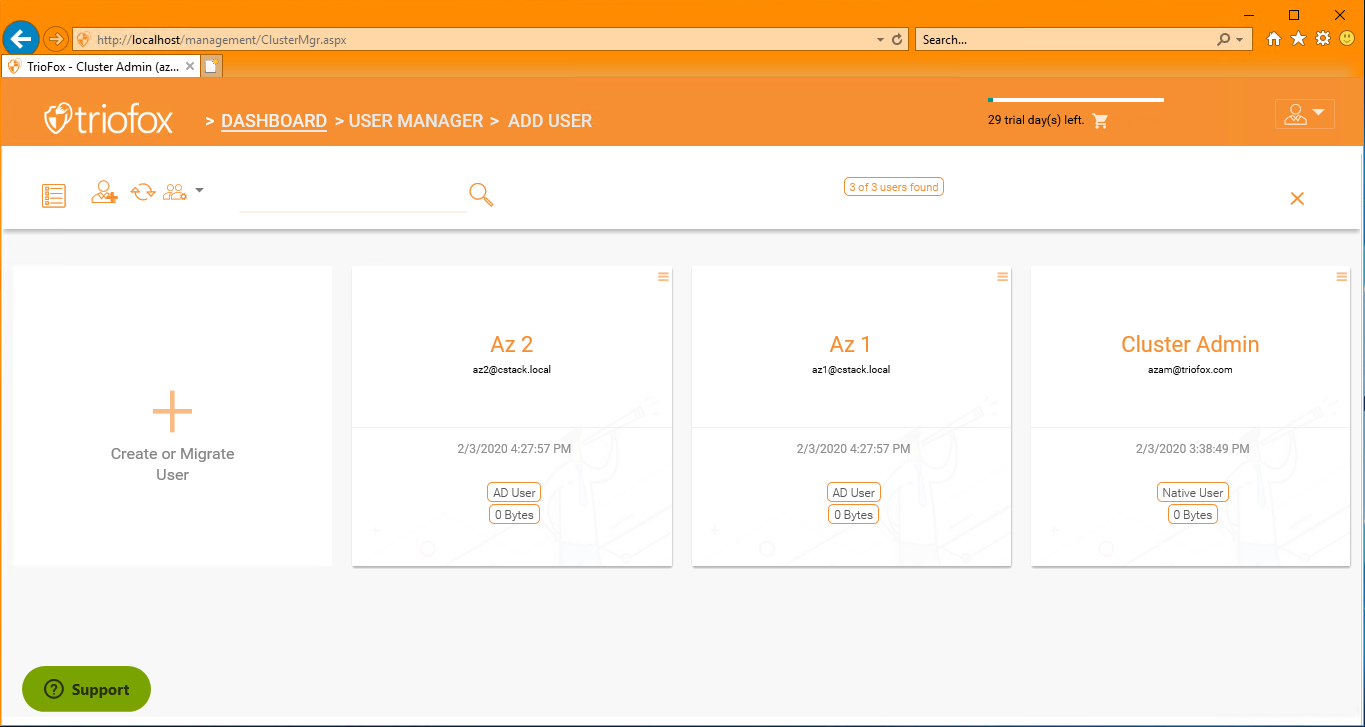 http://localhost/management/ClusterMgr.aspx
Search...
TrioFox - Cluster Admin (az...
triofox
> DASHBOARD > USER MANAGER > ADD USER
29 trial day(s) left.
3 of 3 users found
Create or Migrate
User
Az 2
az2@cstack.local
2/3/2020 4:27:57 PM
AD User
0 Bytes
Az 1
az1@cstack.local
2/3/2020 4:27:57 PM
AD User
0 Bytes
Cluster Admin
azam@triofox.com
2/3/2020 3:38:49 PM
Native User
0 Bytes
? Support